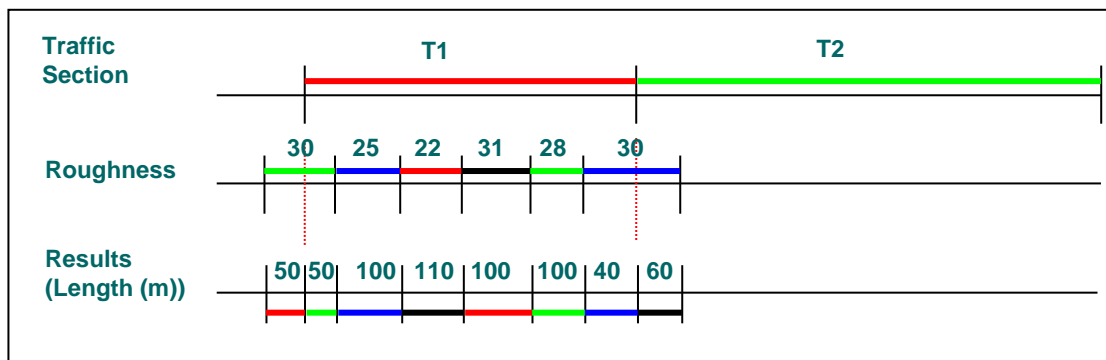 Traffic
Section
T1
T2
Roughness
30
25
22
31
28
30
Results
(Length (m))
50
50
100
110
100
100
40
60